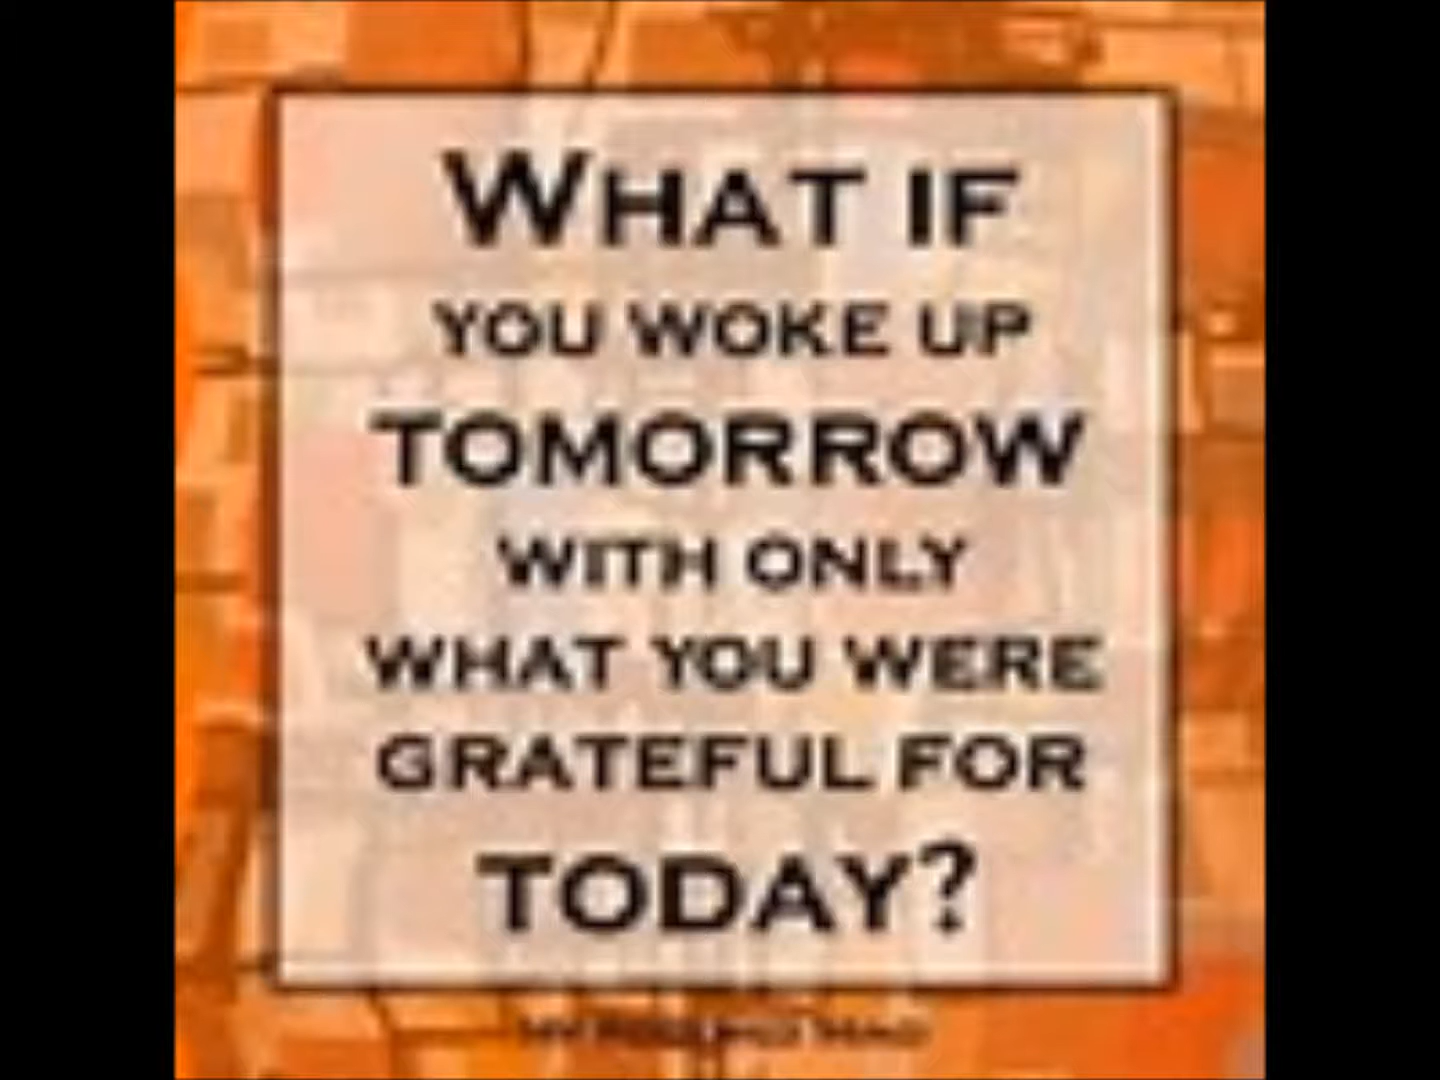 WHAT IF
YOU WOKE UP
TOMORROW
WITH ONLY
WHAT YOU WERE
GRATEFUL FOR
TODAY?